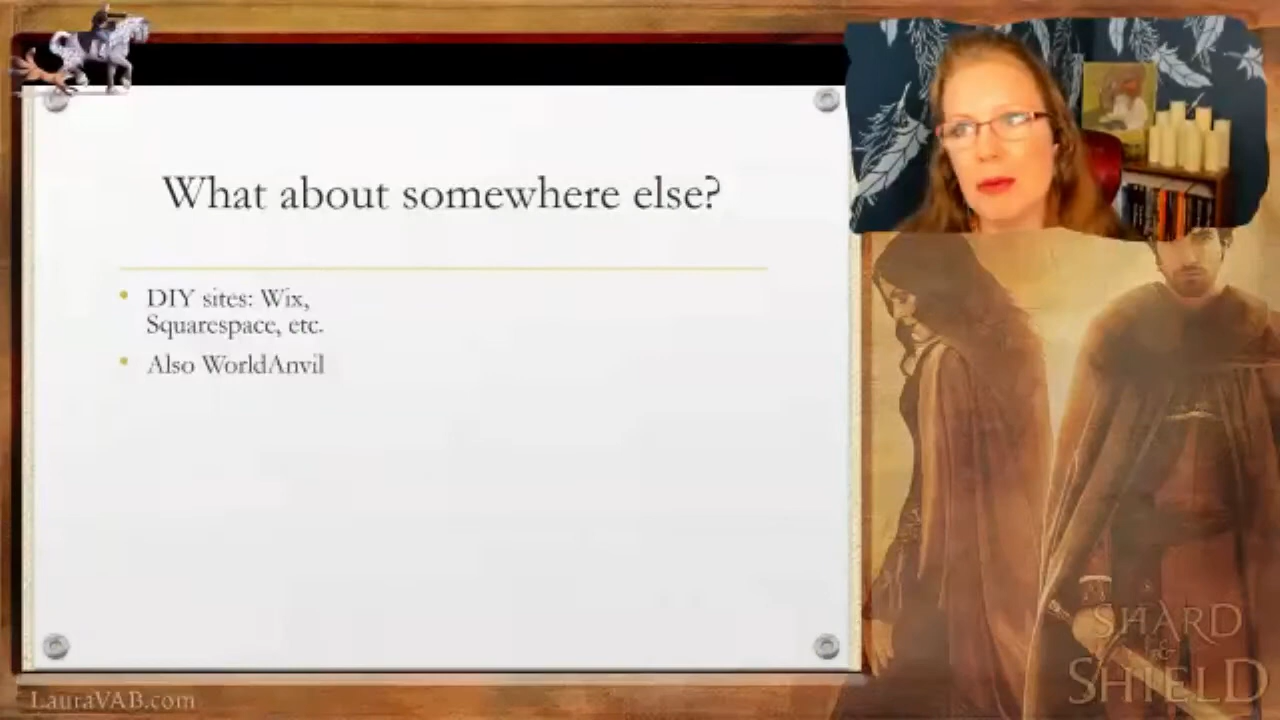 What about somewhere else?
DIY sites: Wix,
Squarespace, etc.
Also WorldAnvil
SHARD
&
SHIELD
LauraVAB.com